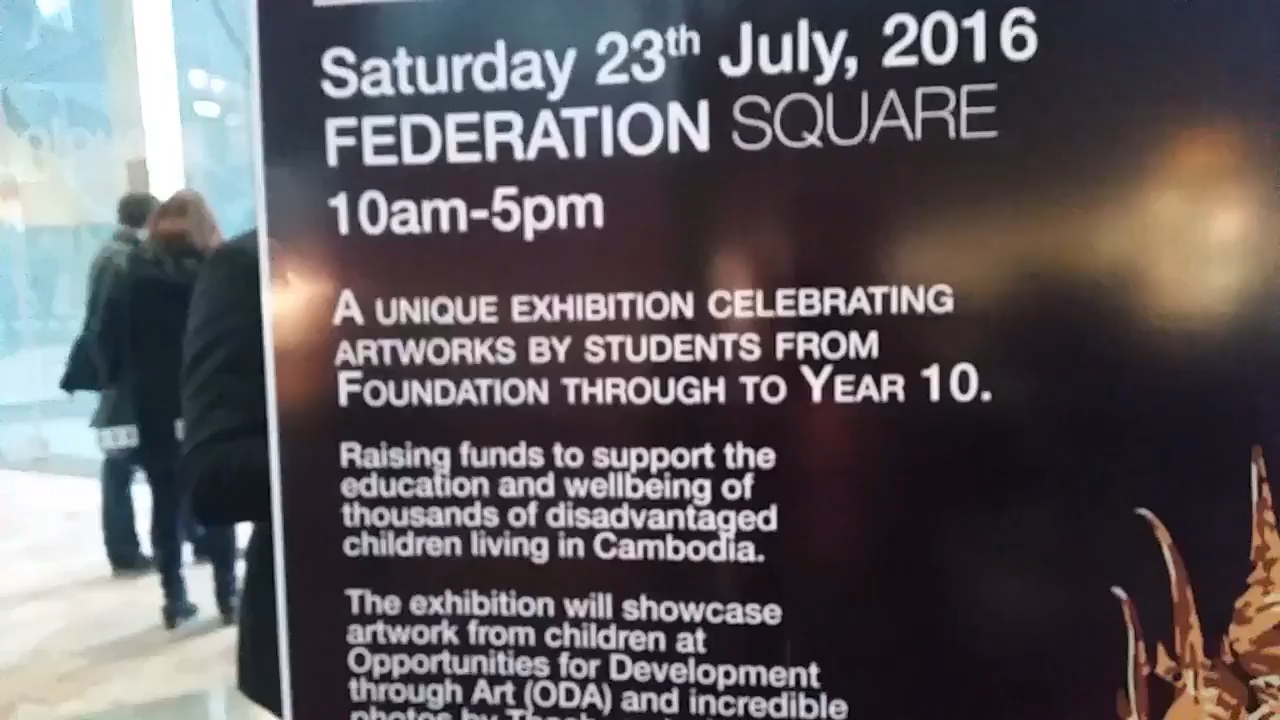 Saturday 23th July, 2016
FEDERATION SQUARE
10am-5pm
A UNIQUE EXHIBITION CELEBRATING
ARTWORKS BY STUDENTS FROM
FOUNDATION THROUGH TO YEAR 10.
Raising funds to support the
education and wellbeing of
thousands of disadvantaged
children living in Cambodia.
The exhibition will showcase
artwork from children at
Opportunities for Development
through Art (ODA) and incredible
photos by